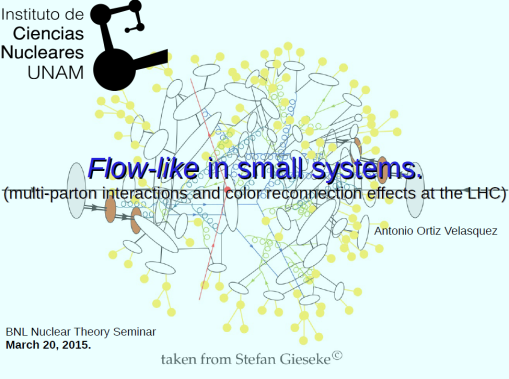 Instituto de
Ciencias
Nucleares
UNAM
Flow-like in small systems.
(multi-parton interactions and color reconnection effects at the LHC)
Antonio Ortiz Velasquez
BNL Nuclear Theory Seminar
March 20, 2015.
taken from Stefan Gieseke©